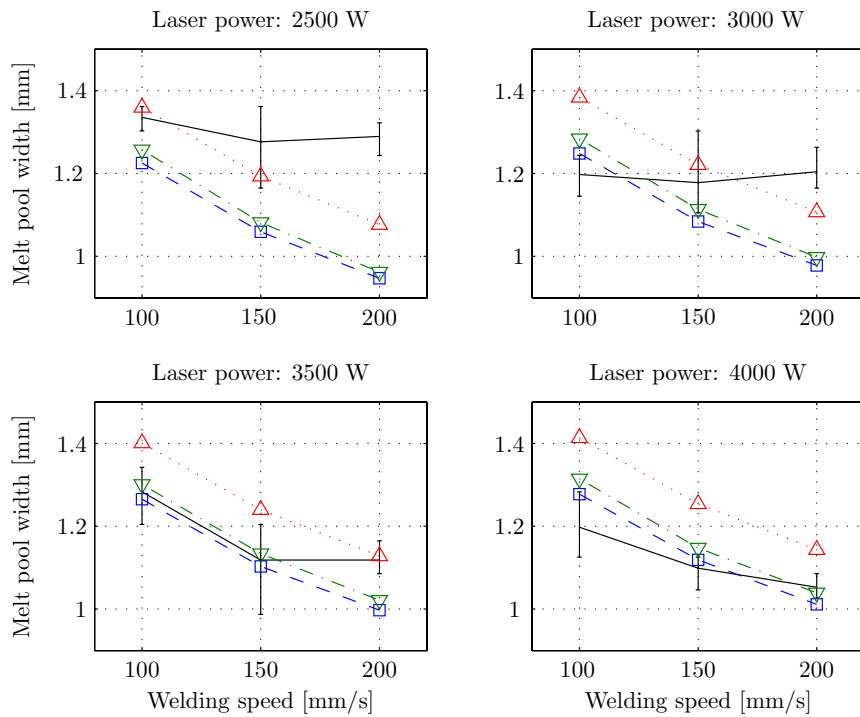 Laser power: 2500 W
Melt pool width [mm]
1.4
1.2
1
100 150 200
Laser power: 3000 W
1.4
1.2
1
100 150 200
Laser power: 3500 W
Melt pool width [mm]
1.4
1.2
1
100 150 200
Welding speed [mm/s]
Laser power: 4000 W
1.4
1.2
1
100 150 200
Welding speed [mm/s]